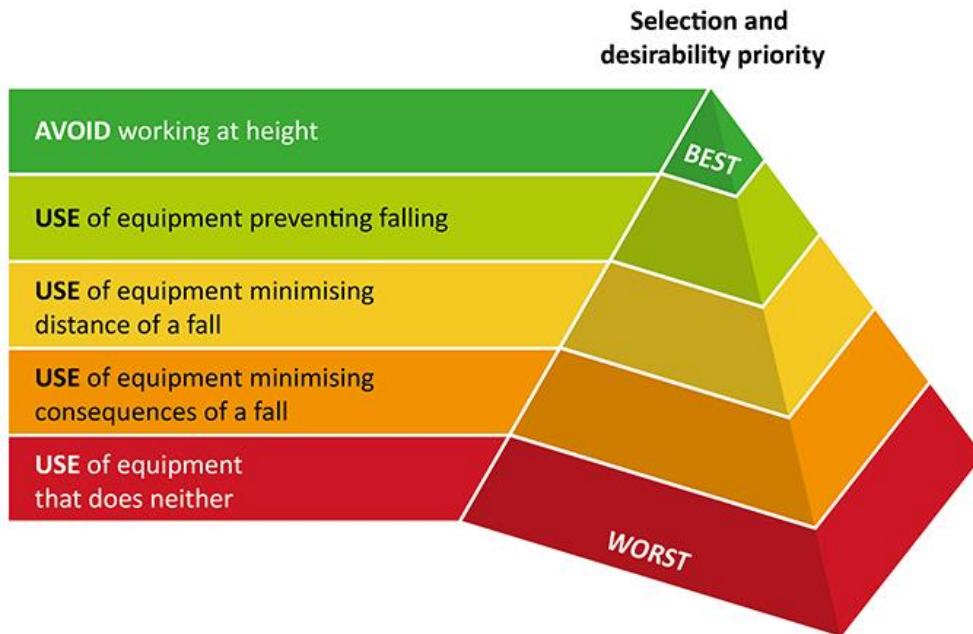 Selection and
desirability priority
AVOID working at height
BEST
USE of equipment preventing falling
USE of equipment minimising
distance of a fall
USE of equipment minimising
consequences of a fall
USE of equipment
that does neither
WORST